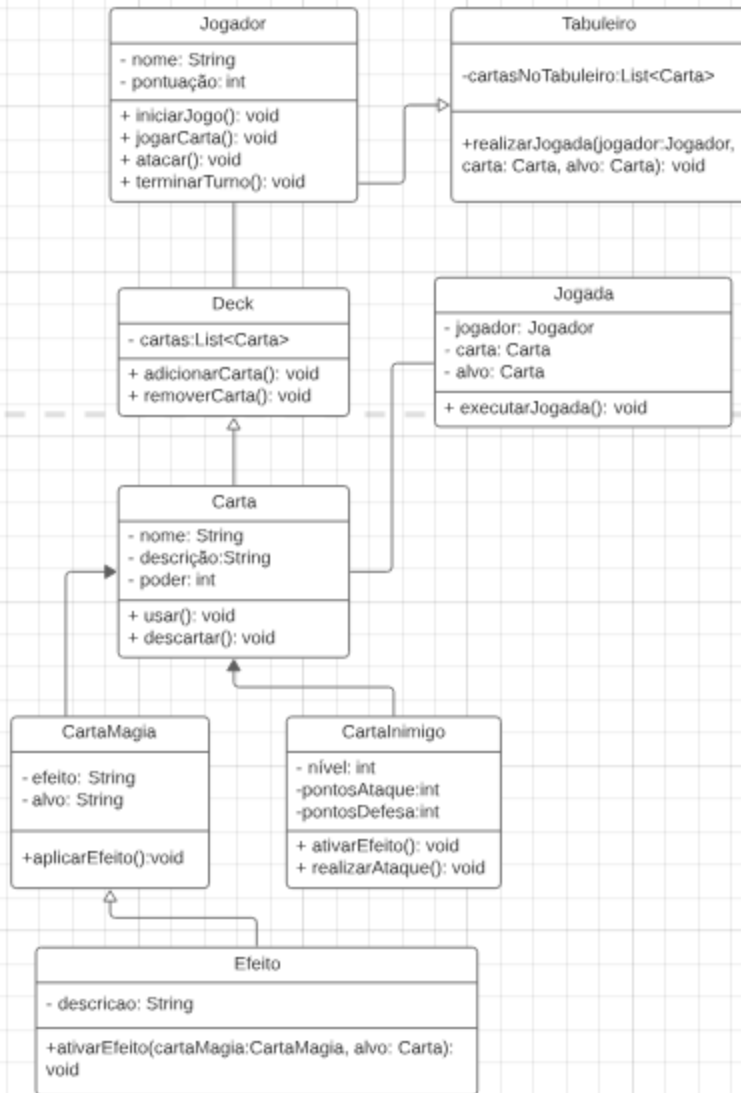 Jogador
- nome: String
- pontuação: int
+ iniciarJogo(): void
+ jogarCarta(): void
+ atacar(): void
+ terminarTurno(): void
Tabuleiro
-cartasNoTabuleiro:List<Carta>
+realizarJogada(jogador:Jogador,
carta: Carta, alvo: Carta): void
Deck
- cartas:List<Carta>
+ adicionarCarta(): void
+ removerCarta(): void
Jogada
- jogador: Jogador
- carta: Carta
- alvo: Carta
+ executarJogada(): void
Carta
- nome: String
- descrição:String
- poder: int
+ usar(): void
+ descartar(): void
CartaMagia
- efeito: String
- alvo: String
+aplicarEfeito():void
CartaInimigo
- nível: int
-pontosAtaque:int
-pontosDefesa:int
+ ativarEfeito(): void
+ realizarAtaque(): void
Efeito
- descricao: String
+ativarEfeito(cartaMagia:CartaMagia, alvo: Carta):
void